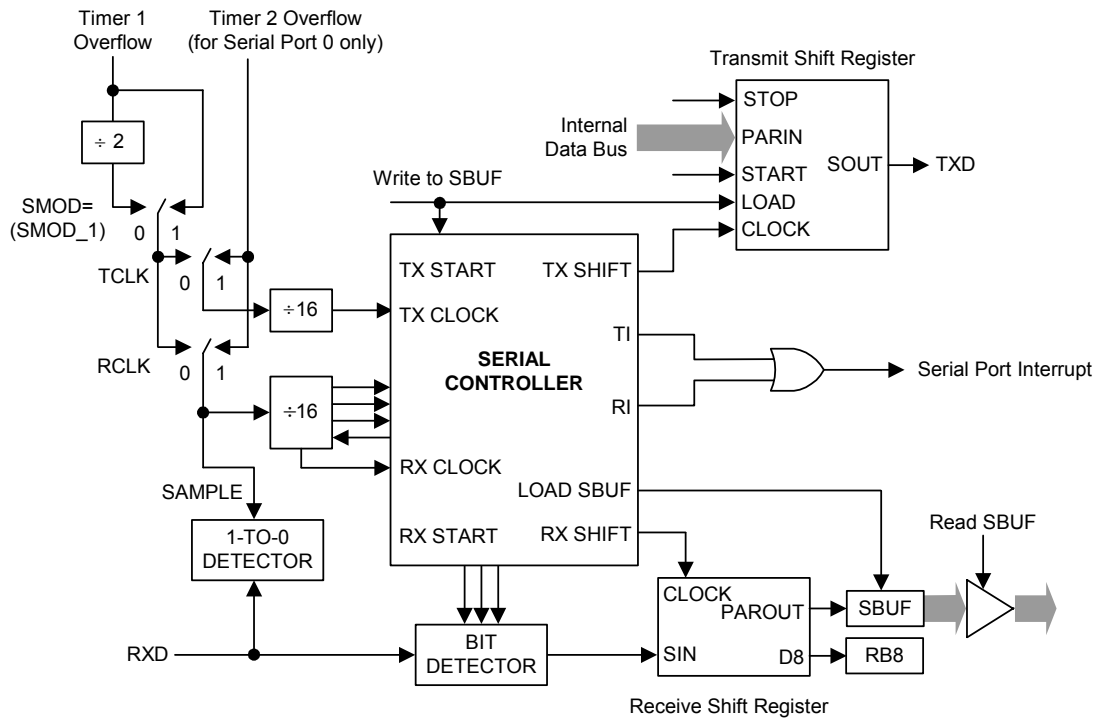 Timer 1
Overflow
Timer 2 Overflow
(for Serial Port 0 only)
Transmit Shift Register
÷ 2
STOP
Internal
Data Bus
PARIN
SOUT
TXD
START
Write to SBUF
LOAD
CLOCK
SMOD=
(SMOD_1)
0 1
TX START
TX SHIFT
TCLK
0 1
÷16
TX CLOCK
TI
SERIAL
CONTROLLER
Serial Port Interrupt
RCLK
0 1
÷16
RI
RX CLOCK
SAMPLE
LOAD SBUF
1-TO-0
DETECTOR
RX START
RX SHIFT
Read SBUF
CLOCK
PAROUT
SBUF
RXD
BIT
DETECTOR
SIN
D8
RB8
Receive Shift Register